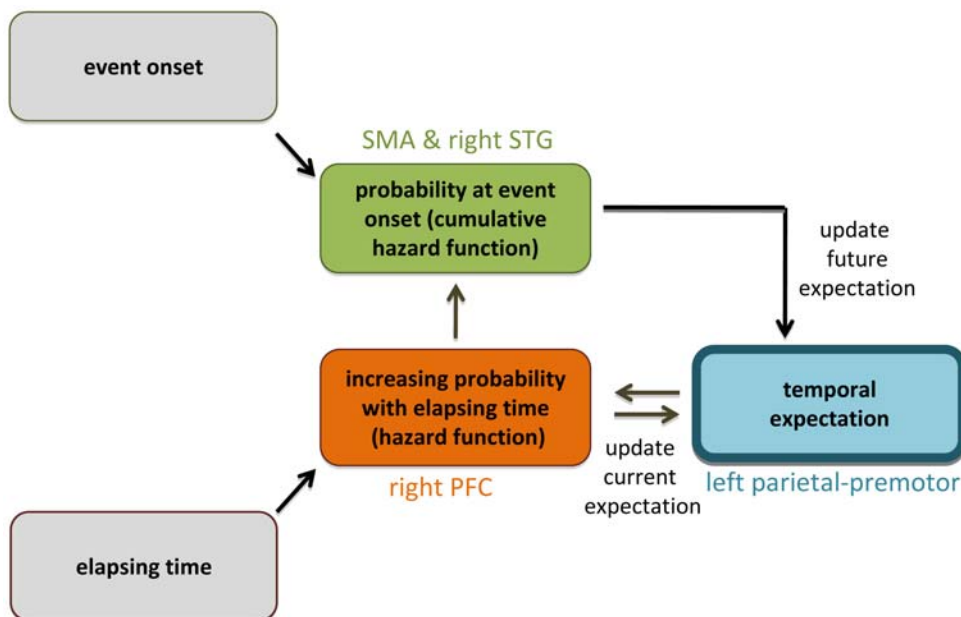 event onset
SMA & right STG
probability at event
onset (cumulative
hazard function)
update
future
expectation
increasing probability
with elapsing time
(hazard function)
temporal
expectation
update
current
expectation
right PFC
left parietal-premotor
elapsing time